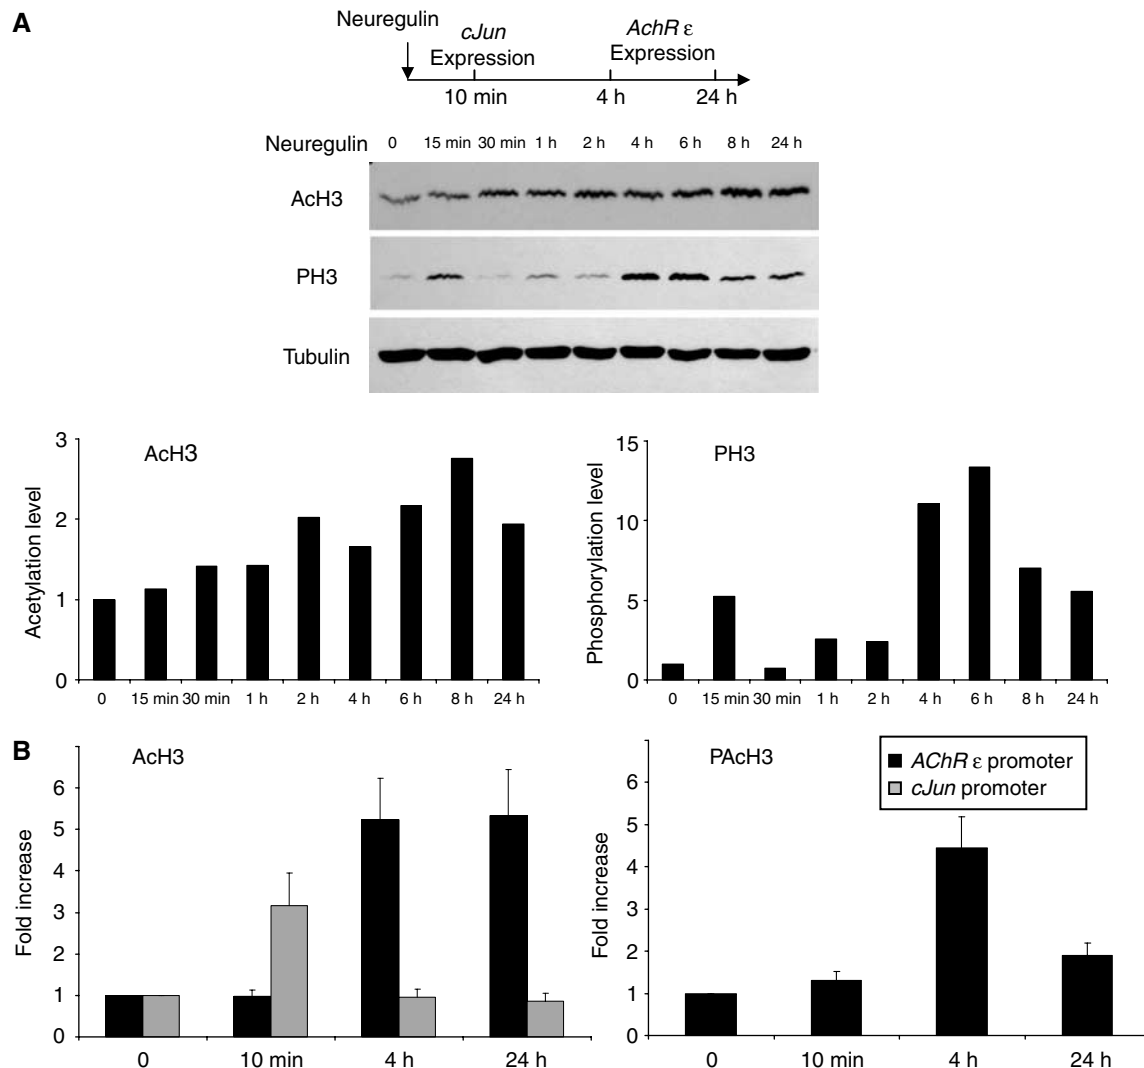 A
Neuregulin
cJun
Expression
AchR ε
Expression
10 min
4 h
24 h
Neuregulin 0 15 min 30 min 1 h 2 h 4 h 6 h 8 h 24 h
AcH3
PH3
Tubulin
AcH3
Acetylation level
3
2
1
0
0 15 min 30 min 1 h 2 h 4 h 6 h 8 h 24 h
PH3
Phosphorylation level
15
10
5
0
0 15 min 30 min 1 h 2 h 4 h 6 h 8 h 24 h
B
AcH3
Fold increase
6
5
4
3
2
1
0
0 10 min 4 h 24 h
PAcH3
AChR ε promoter
cJun promoter
Fold increase
6
5
4
3
2
1
0
0 10 min 4 h 24 h